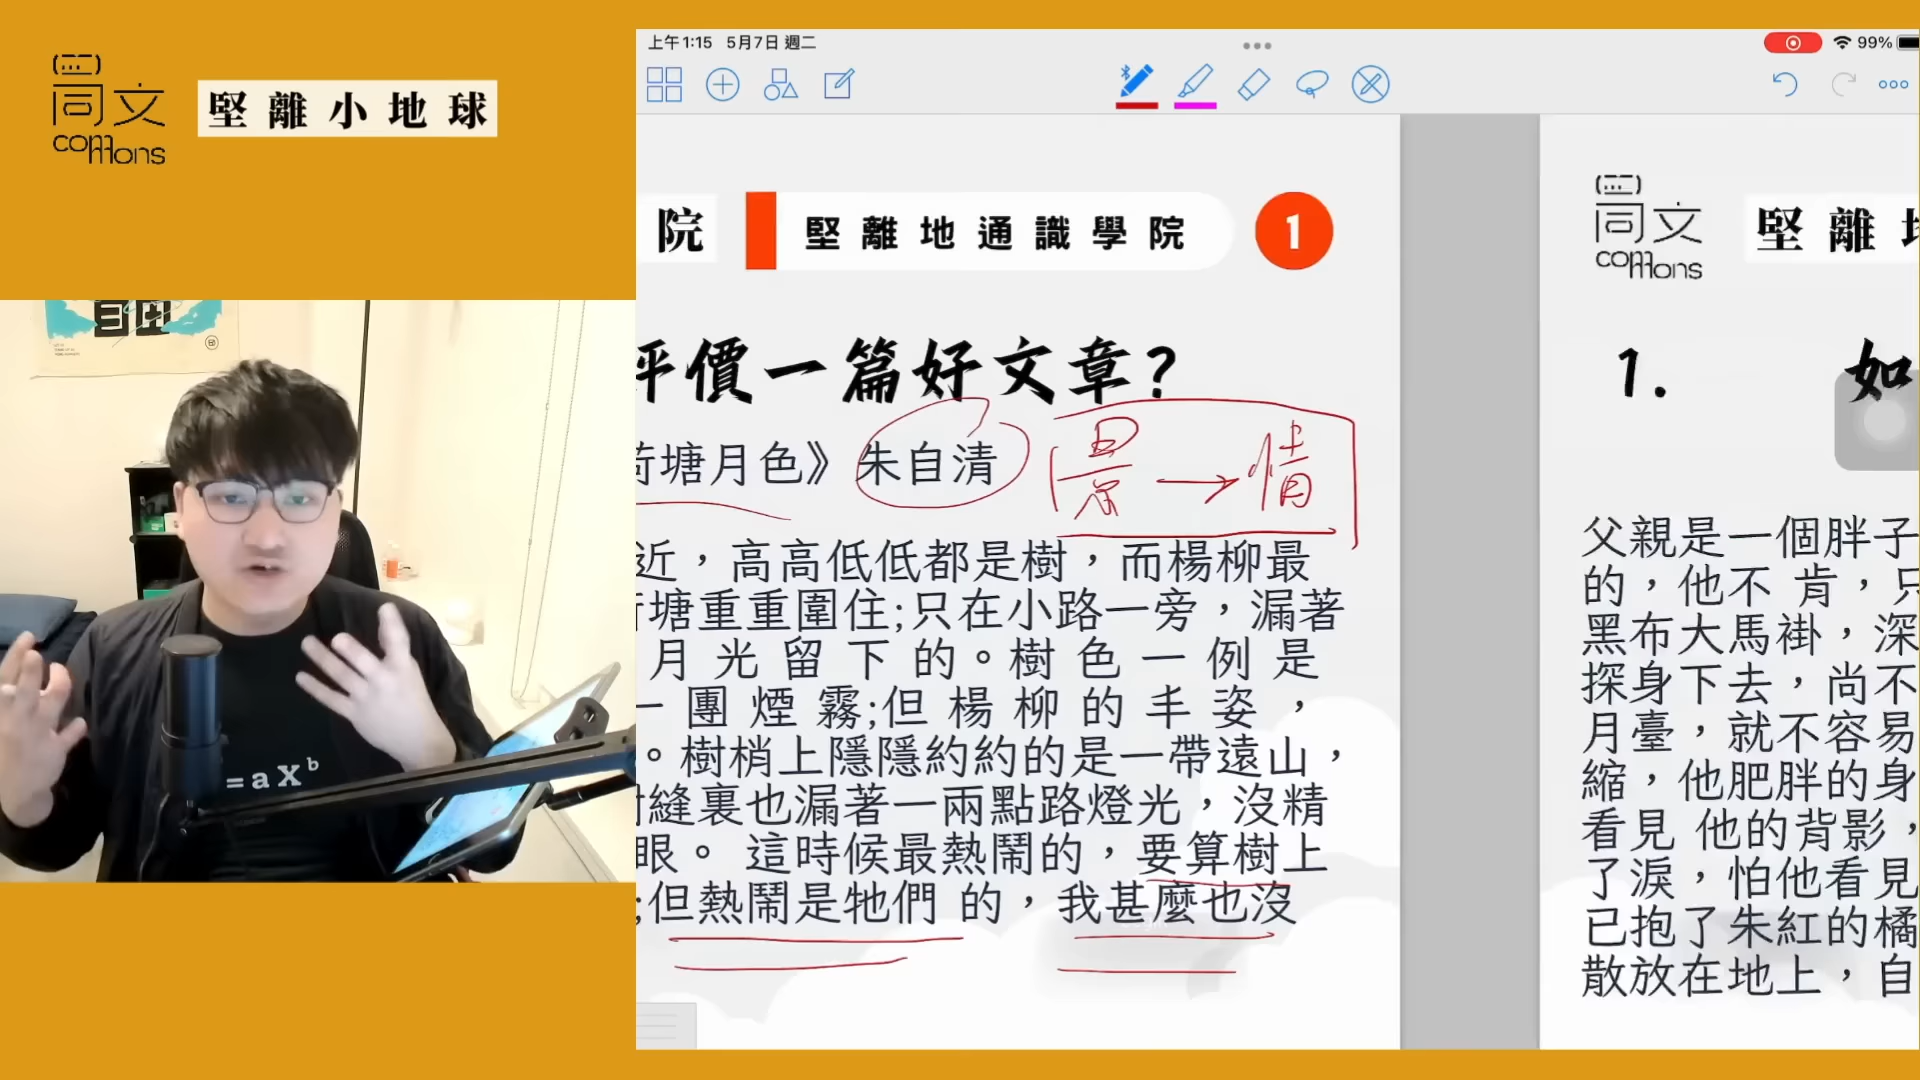 同文
commons
堅離小地球
自由
= a x b
上午1:15 5月7日 週二
99%
院
堅離地通識學院
1
評價一篇好文章?
荷塘月色》 朱自清
景 → 情
近，高高低低都是樹，而楊柳最
荷塘重重圍住;只在小路一旁，漏著
月光留下的。樹色一例是
一團煙霧;但楊柳的丰姿，
。樹梢上隱隱約約的是一帶遠山，
縫裏也漏著一兩點路燈光，沒精
眼。 這時候最熱鬧的，要算樹上
;但熱鬧是牠們 的，我甚麼也沒
同文
commons
堅離地
1. 如
父親是一個胖子
的，他不 肯，只
黑布大馬褂，深
探身下去，尚不
月臺，就不容易
縮，他肥胖的身
看見 他的背影，
了淚，怕他看見
已抱了朱紅的橘
散放在地上，自